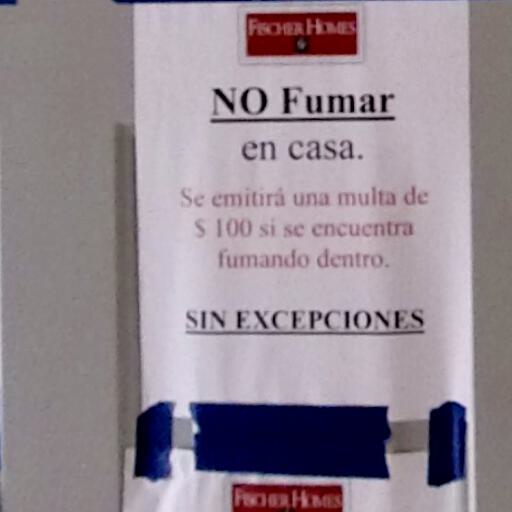 FISCHER HOMES
NO Fumar
en casa.
Se emitirá una multa de
$ 100 si se encuentra
fumando dentro.
SIN EXCEPCIONES
FISCHER HOMES